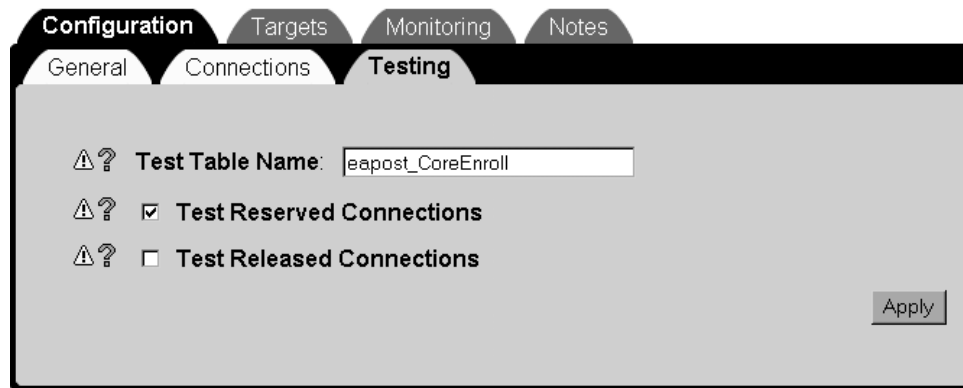 Configuration Targets Monitoring Notes
General Connections Testing
Test Table Name: eapost_CoreEnroll
Test Reserved Connections
Test Released Connections
Apply